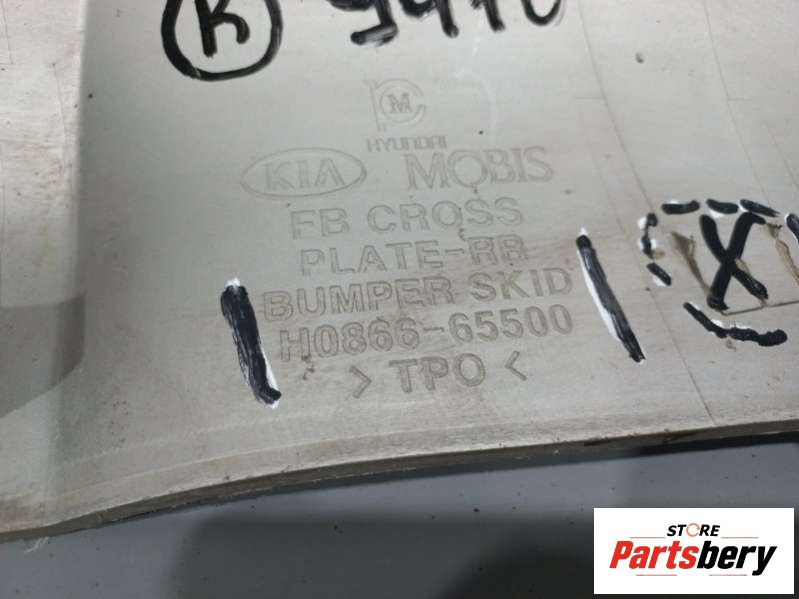 K
HYUNDAI
KIA MOBIS
FB CROSS
PLATE-RR
BUMPER SKID
H0866-65500
> TPO <
X
STORE
Partsbery